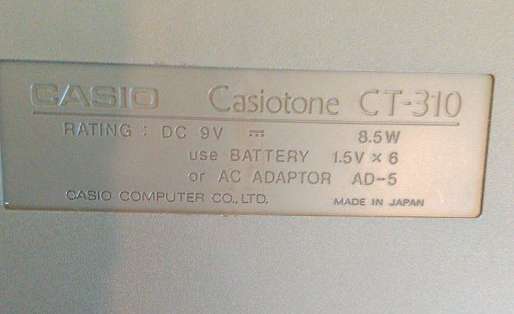 CASIO Casiotone CT-310
RATING : DC 9V ⎓ 8.5W
use BATTERY 1.5V × 6
or AC ADAPTOR AD-5
CASIO COMPUTER CO., LTD. MADE IN JAPAN